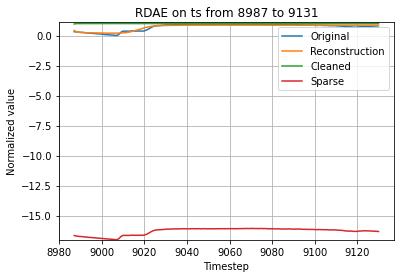 RDAE on ts from 8987 to 9131
Normalized value
0.0
−2.5
−5.0
−7.5
−10.0
−12.5
−15.0
Original
Reconstruction
Cleaned
Sparse
8980 9000 9020 9040 9060 9080 9100 9120
Timestep